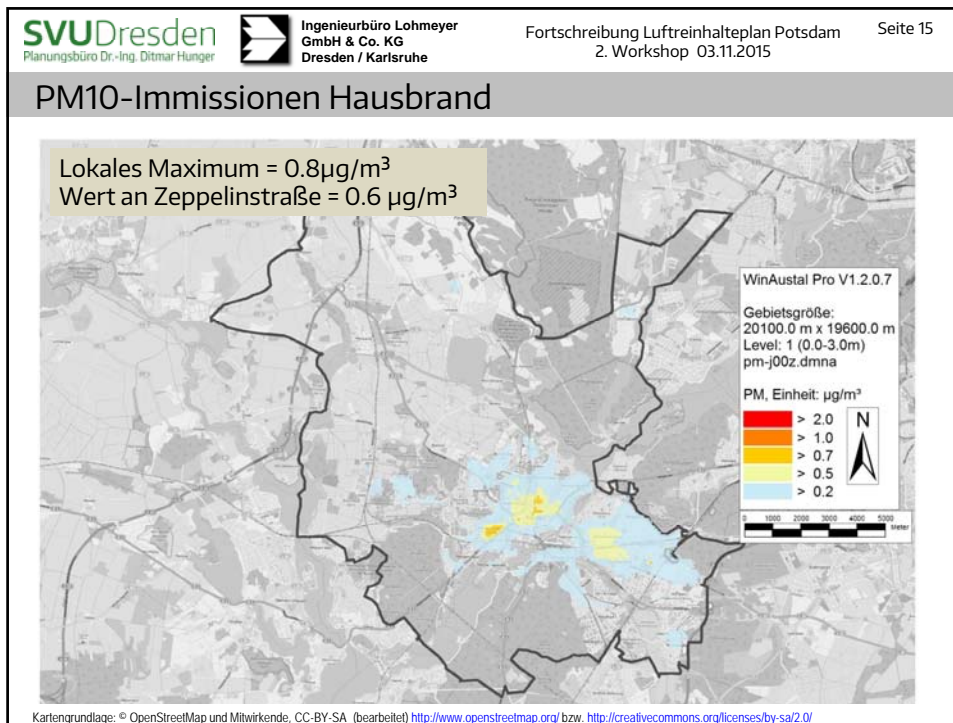 SVU Dresden
Planungsbüro Dr.-Ing. Ditmar Hunger
Ingenieurbüro Lohmeyer
GmbH & Co. KG
Dresden / Karlsruhe
Fortschreibung Luftreinhalteplan Potsdam
2. Workshop 03.11.2015
Seite 15
PM10-Immissionen Hausbrand
Lokales Maximum = 0.8µg/m³
Wert an Zeppelinstraße = 0.6 µg/m³
WinAustal Pro V1.2.0.7
Gebietsgröße:
20100.0 m x 19600.0 m
Level: 1 (0.0-3.0m)
pm-j00z.dmna
PM, Einheit: µg/m³
> 2.0
> 1.0
> 0.7
> 0.5
> 0.2
N
0 1000 2000 3000 4000 5000
Meter
Kartengrundlage: © OpenStreetMap und Mitwirkende, CC-BY-SA (bearbeitet) http://www.openstreetmap.org/ bzw. http://creativecommons.org/licenses/by-sa/2.0/